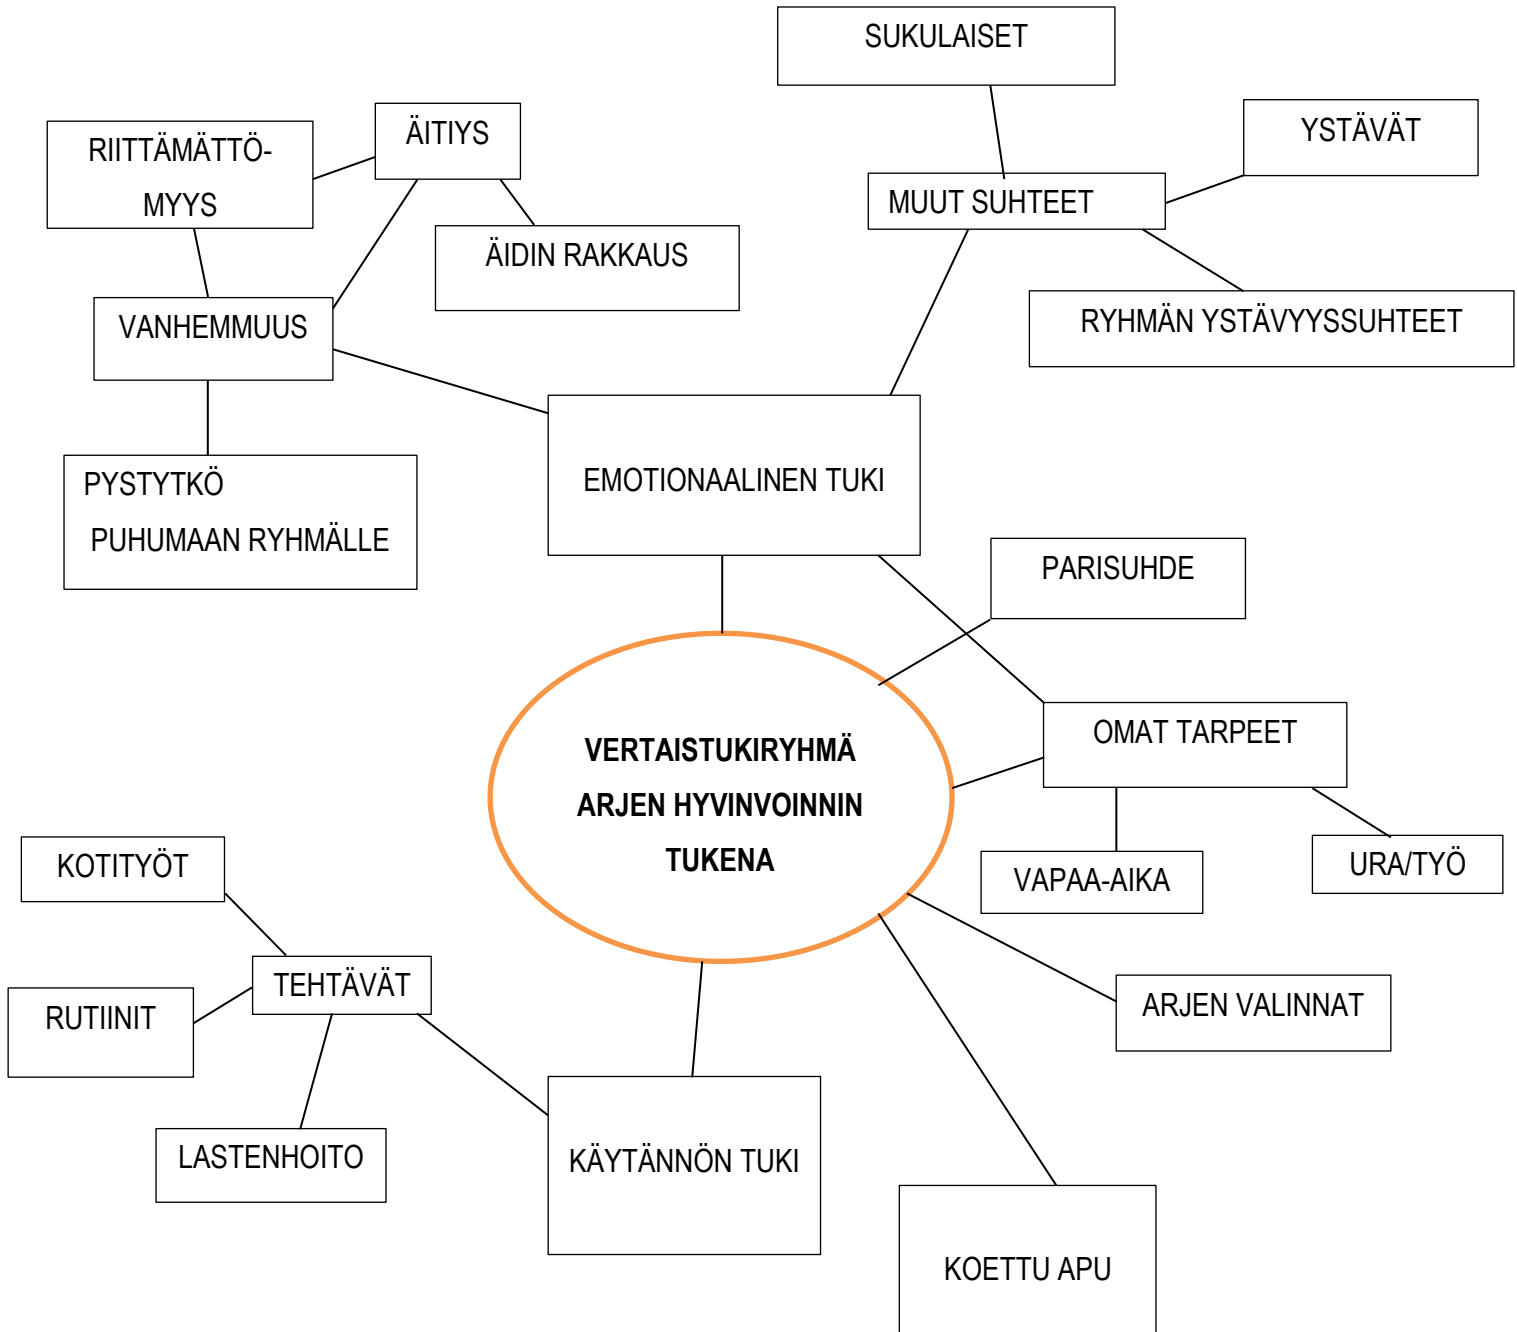 SUKULAISET
ÄITIYS
YSTÄVÄT
RIITTÄMÄTTÖ-
MYYS
MUUT SUHTEET
ÄIDIN RAKKAUS
RYHMÄN YSTÄVYYSSUHTEET
VANHEMMUUS
EMOTIONAALINEN TUKI
PYSTYTKÖ
PUHUMAAN RYHMÄLLE
PARISUHDE
OMAT TARPEET
VERTAISTUKIRYHMÄ
ARJEN HYVINVOINNIN
TUKENA
KOTITYÖT
VAPAA-AIKA
URA/TYÖ
TEHTÄVÄT
RUTIINIT
ARJEN VALINNAT
LASTENHOITO
KÄYTÄNNÖN TUKI
KOETTU APU